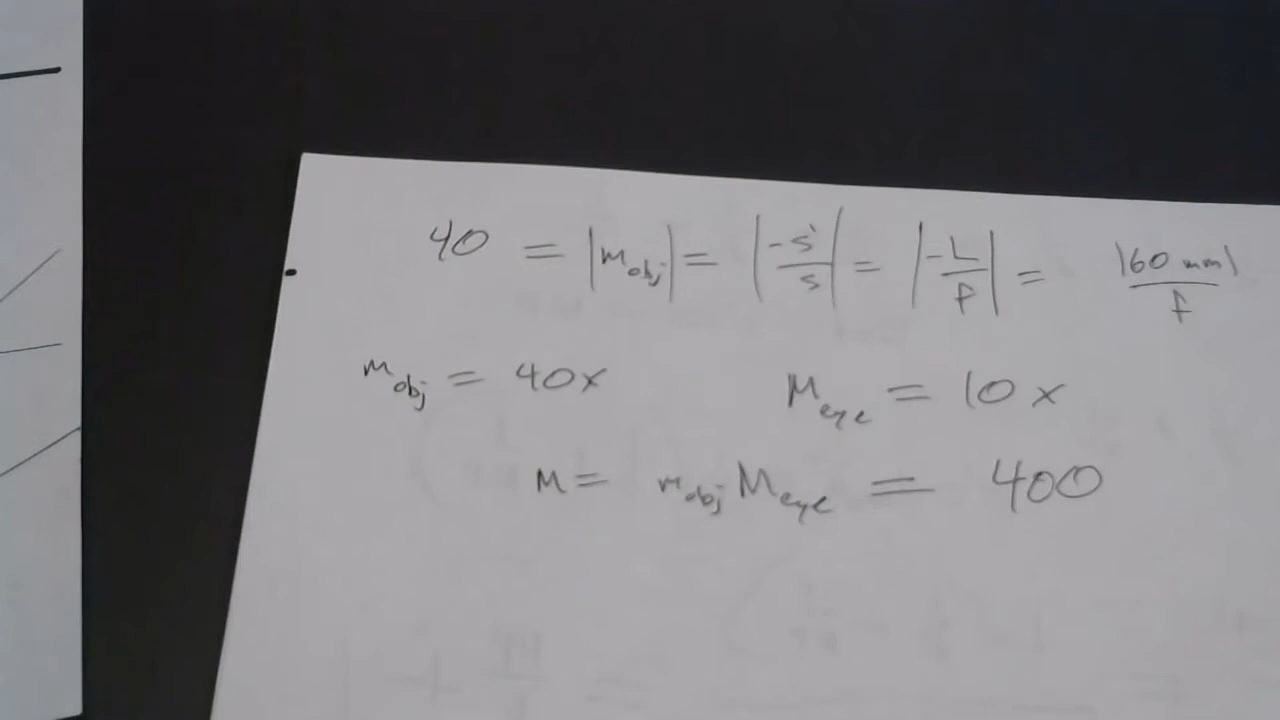 40 = |m_obj| = |-s'/s| = |-L/f| = 160 mm/f
m_obj = 40x M_eye = 10x
M = m_obj M_eye = 400